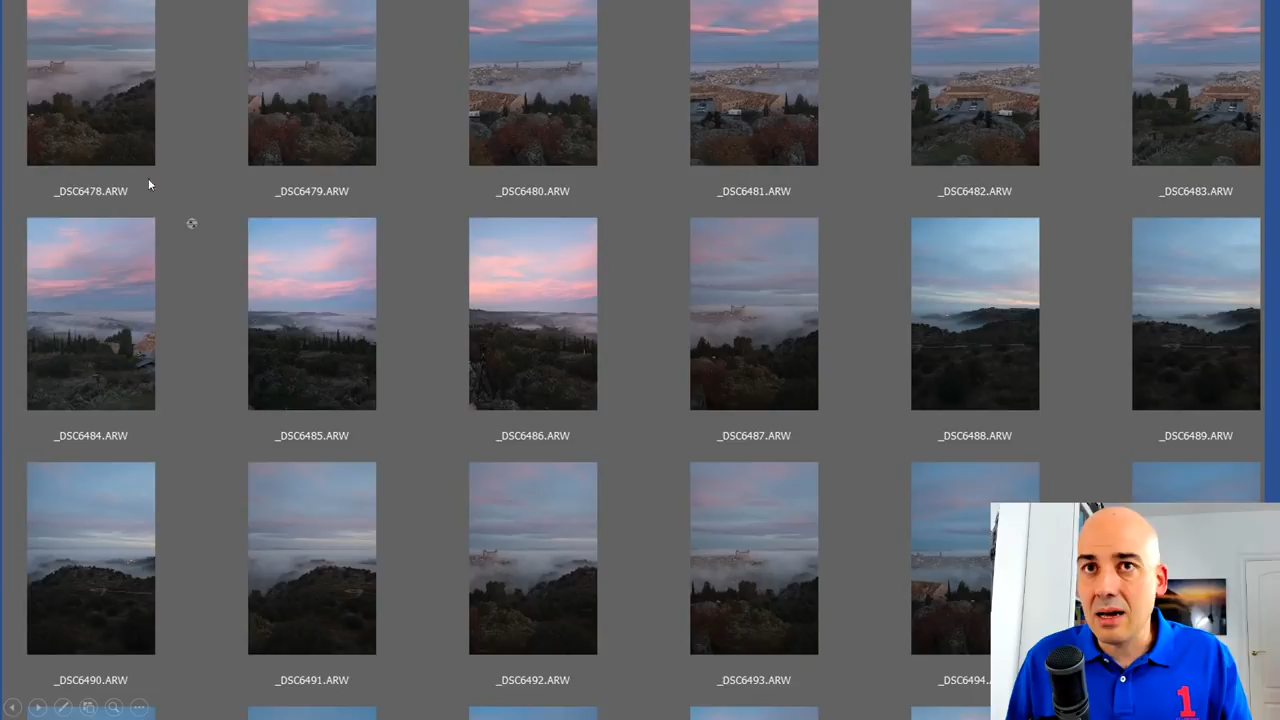 _DSC6478.ARW
_DSC6479.ARW
_DSC6480.ARW
_DSC6481.ARW
_DSC6482.ARW
_DSC6483.ARW
_DSC6484.ARW
_DSC6485.ARW
_DSC6486.ARW
_DSC6487.ARW
_DSC6488.ARW
_DSC6489.ARW
_DSC6490.ARW
_DSC6491.ARW
_DSC6492.ARW
_DSC6493.ARW
_DSC6494.
1